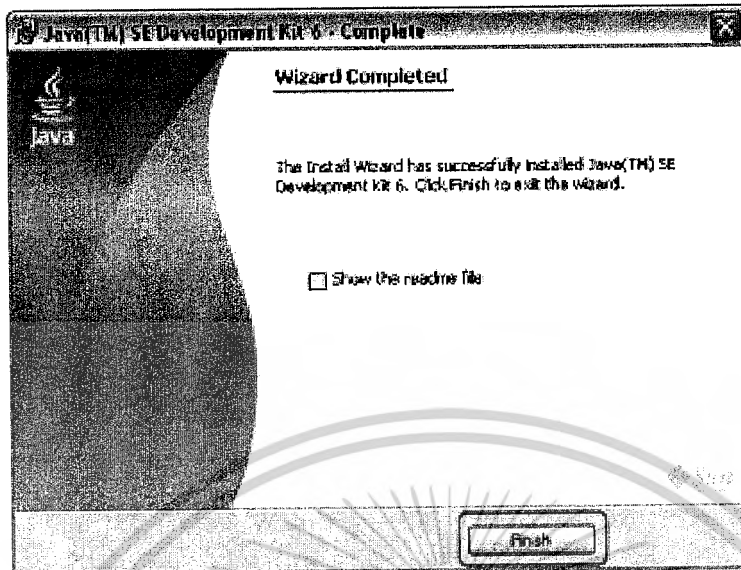 Java(TM) SE Development Kit 6 - Complete
Java
Wizard Completed
The Install Wizard has successfully installed Java(TM) SE
Development Kit 6. Click Finish to exit the wizard.
Show the readme file
Sun
Finish